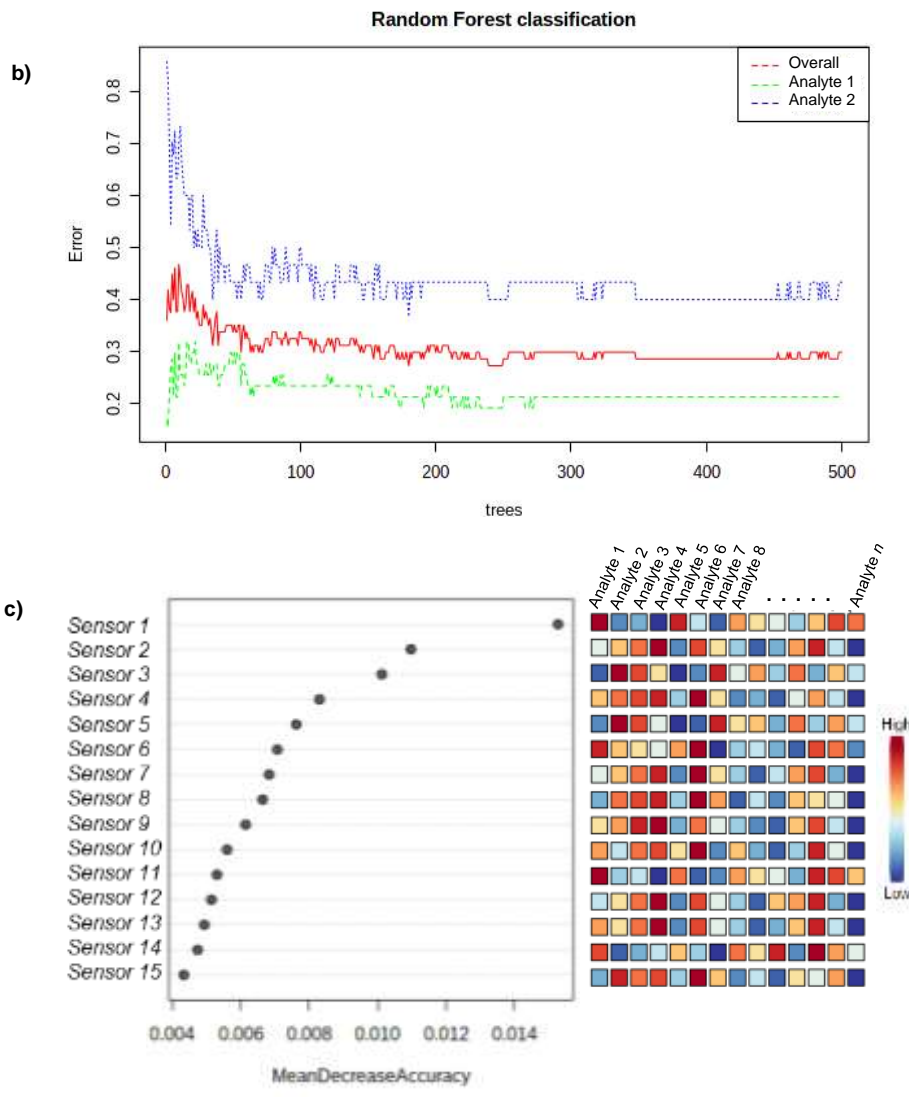 Random Forest classification
b)
Overall
Analyte 1
Analyte 2
0.8
0.7
0.6
0.5
0.4
0.3
0.2
Error
0 100 200 300 400 500
trees
Analyte 1 Analyte 2 Analyte 3 Analyte 4 Analyte 5 Analyte 6 Analyte 7 Analyte 8 . . . . . Analyte n
c)
Sensor 1
Sensor 2
Sensor 3
Sensor 4
Sensor 5
Sensor 6
Sensor 7
Sensor 8
Sensor 9
Sensor 10
Sensor 11
Sensor 12
Sensor 13
Sensor 14
Sensor 15
High
Low
0.004 0.006 0.008 0.010 0.012 0.014
MeanDecreaseAccuracy